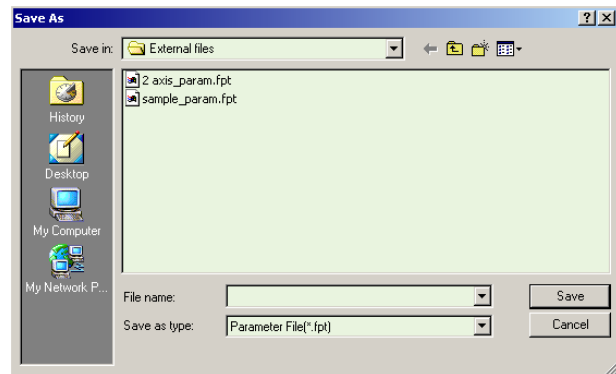 Save As
Save in: External files
2 axis_param.fpt
sample_param.fpt
History
Desktop
My Computer
My Network P...
File name:
Save
Save as type: Parameter File(*.fpt)
Cancel